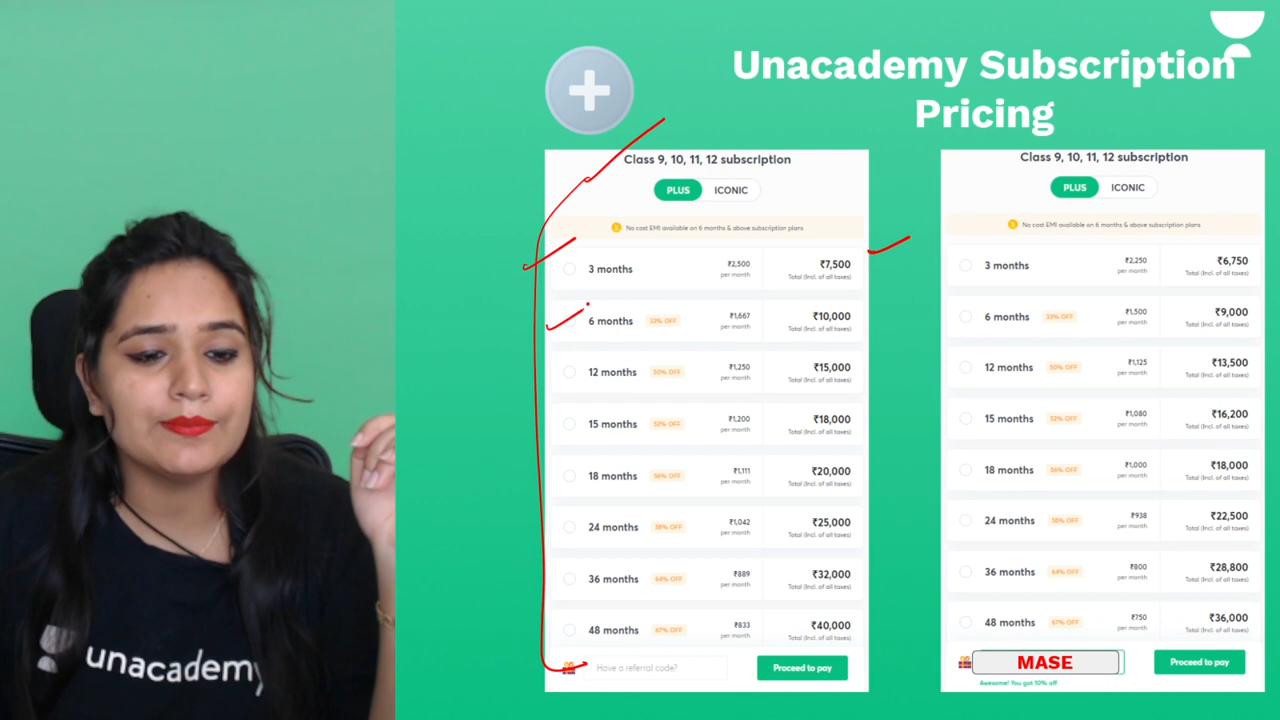 Unacademy Subscription
Pricing
Class 9, 10, 11, 12 subscription
PLUS ICONIC
No cost EMI available on 6 months & above subscription plans
3 months ₹2,500 per month ₹7,500 Total (Incl. of all taxes)
6 months 33% OFF ₹1,667 per month ₹10,000 Total (Incl. of all taxes)
12 months 50% OFF ₹1,250 per month ₹15,000 Total (Incl. of all taxes)
15 months 52% OFF ₹1,200 per month ₹18,000 Total (Incl. of all taxes)
18 months 56% OFF ₹1,111 per month ₹20,000 Total (Incl. of all taxes)
24 months 58% OFF ₹1,042 per month ₹25,000 Total (Incl. of all taxes)
36 months 64% OFF ₹889 per month ₹32,000 Total (Incl. of all taxes)
48 months 67% OFF ₹833 per month ₹40,000 Total (Incl. of all taxes)
Have a referral code? Proceed to pay
Class 9, 10, 11, 12 subscription
PLUS ICONIC
No cost EMI available on 6 months & above subscription plans
3 months ₹2,250 per month ₹6,750 Total (Incl. of all taxes)
6 months 33% OFF ₹1,500 per month ₹9,000 Total (Incl. of all taxes)
12 months 50% OFF ₹1,125 per month ₹13,500 Total (Incl. of all taxes)
15 months 52% OFF ₹1,080 per month ₹16,200 Total (Incl. of all taxes)
18 months 56% OFF ₹1,000 per month ₹18,000 Total (Incl. of all taxes)
24 months 58% OFF ₹938 per month ₹22,500 Total (Incl. of all taxes)
36 months 64% OFF ₹800 per month ₹28,800 Total (Incl. of all taxes)
48 months 67% OFF ₹750 per month ₹36,000 Total (Incl. of all taxes)
MASE Proceed to pay
Awesome! You got 10% off
unacademy